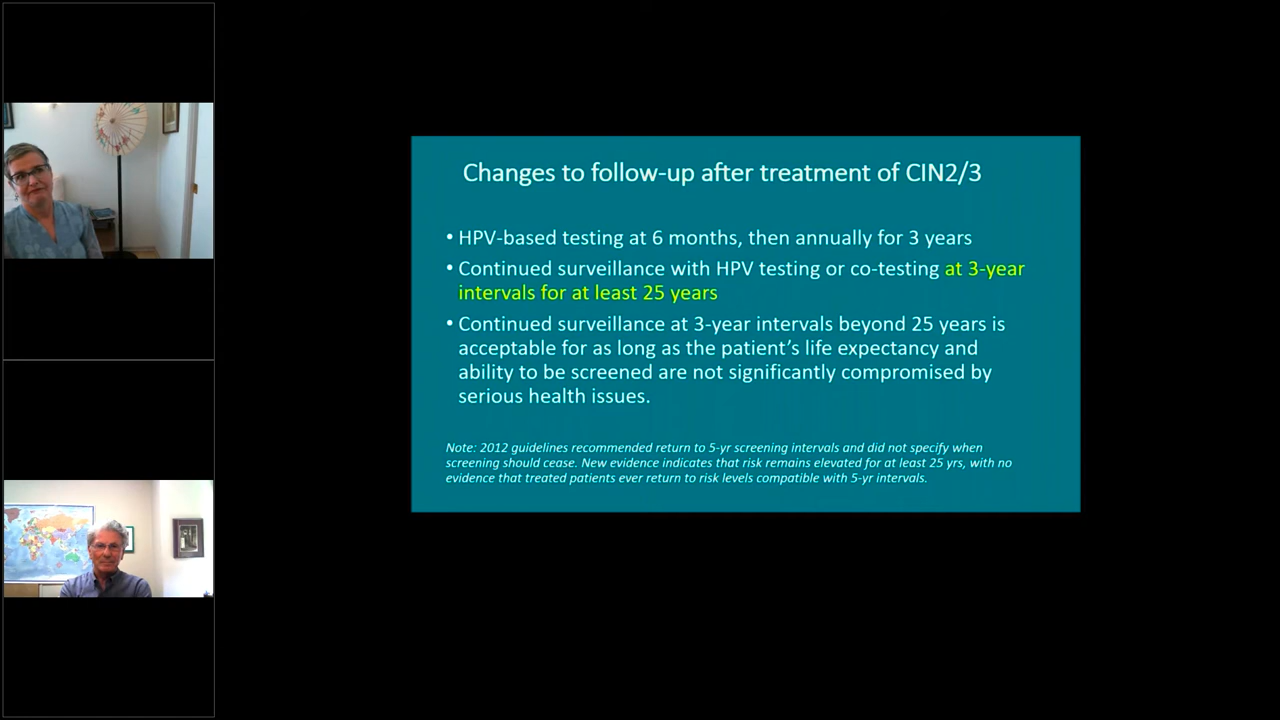 Changes to follow-up after treatment of CIN2/3
• HPV-based testing at 6 months, then annually for 3 years
• Continued surveillance with HPV testing or co-testing at 3-year
intervals for at least 25 years
• Continued surveillance at 3-year intervals beyond 25 years is
acceptable for as long as the patient’s life expectancy and
ability to be screened are not significantly compromised by
serious health issues.
Note: 2012 guidelines recommended return to 5-yr screening intervals and did not specify when
screening should cease. New evidence indicates that risk remains elevated for at least 25 yrs, with no
evidence that treated patients ever return to risk levels compatible with 5-yr intervals.